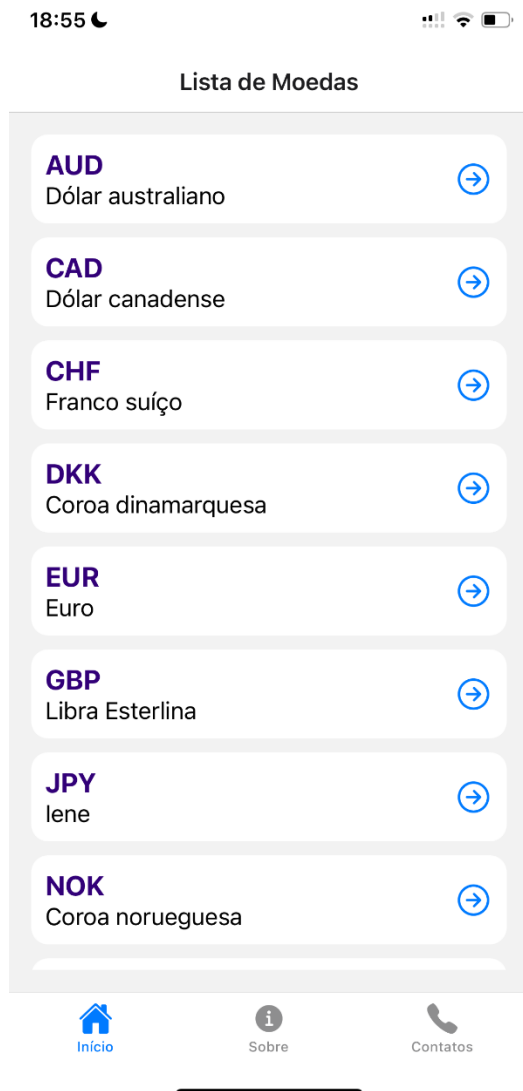 18:55
Lista de Moedas
AUD
Dólar australiano
CAD
Dólar canadense
CHF
Franco suíço
DKK
Coroa dinamarquesa
EUR
Euro
GBP
Libra Esterlina
JPY
Iene
NOK
Coroa norueguesa
Início
Sobre
Contatos